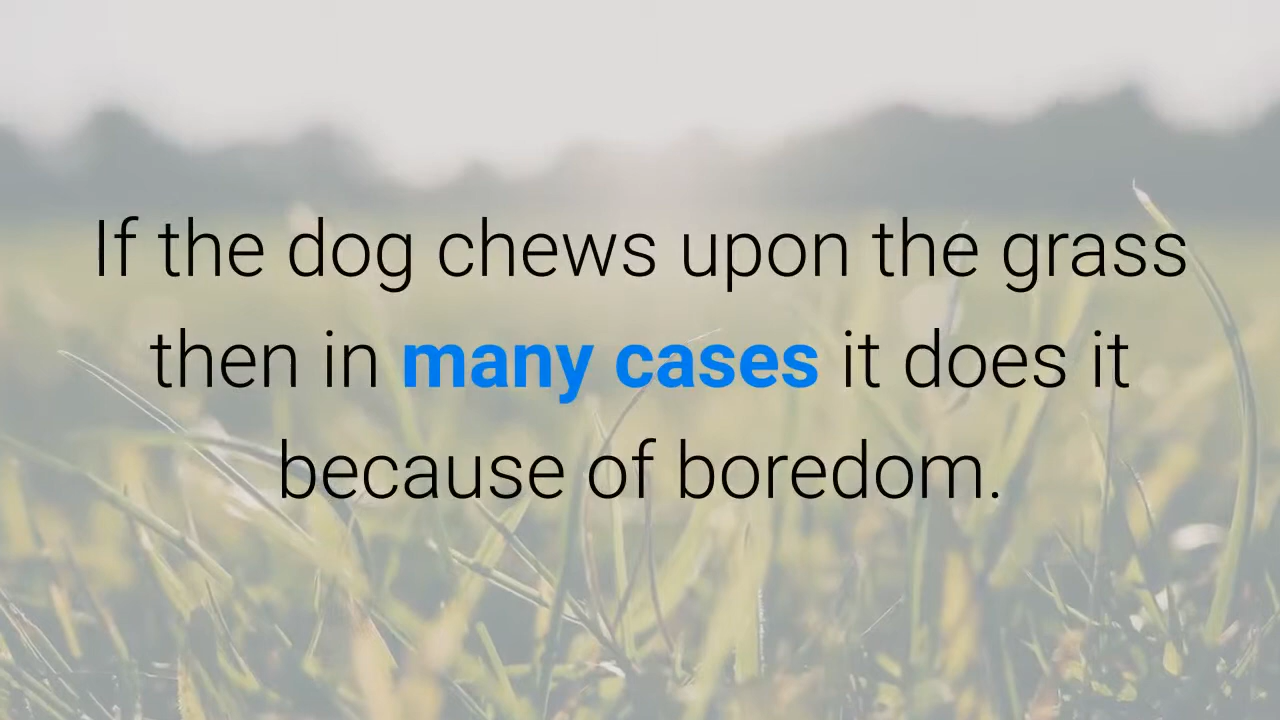 If the dog chews upon the grass
then in many cases it does it
because of boredom.